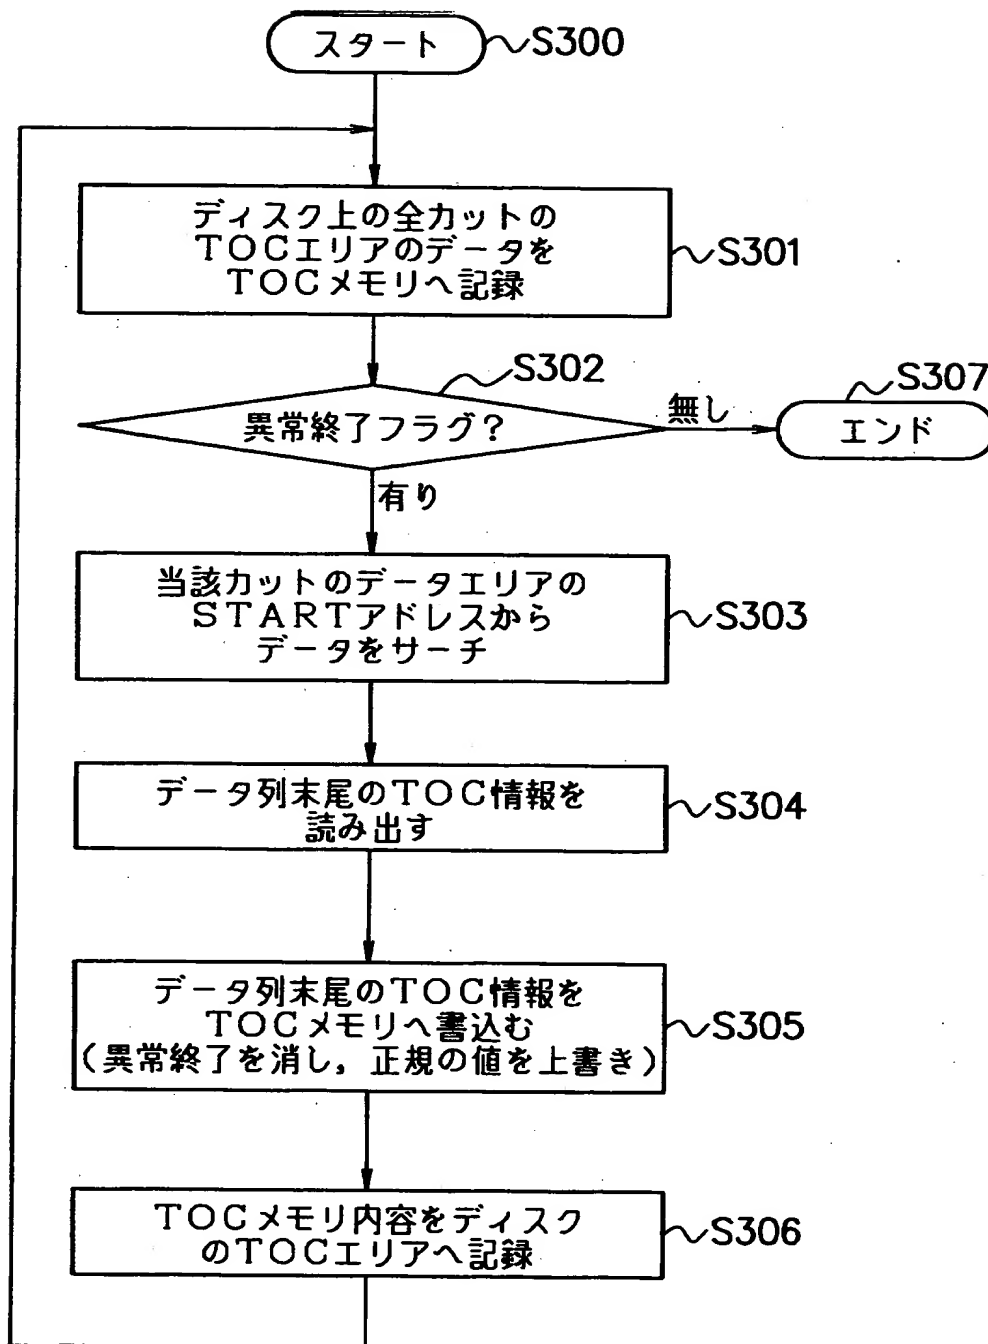 スタート
S300
ディスク上の全カットの
TOCエリアのデータを
TOCメモリへ記録
S301
S302
異常終了フラグ?
無し
S307
エンド
有り
当該カットのデータエリアの
STARTアドレスから
データをサーチ
S303
データ列末尾のTOC情報を
読み出す
S304
データ列末尾のTOC情報を
TOCメモリへ書込む
(異常終了を消し,正規の値を上書き)
S305
TOCメモリ内容をディスク
のTOCエリアへ記録
S306